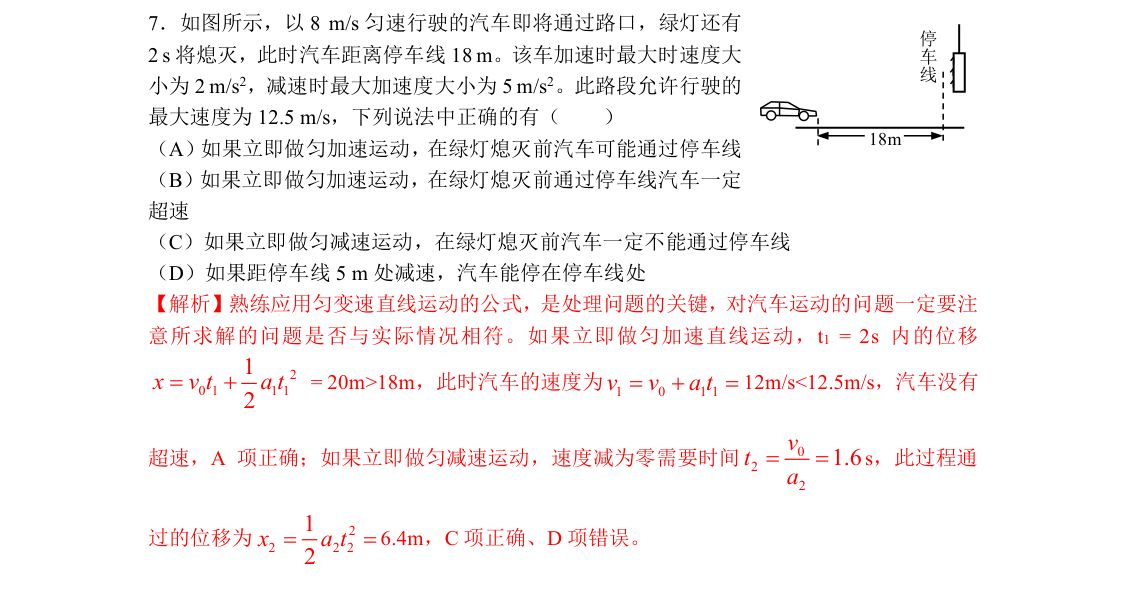 7．如图所示，以 8 m/s 匀速行驶的汽车即将通过路口，绿灯还有
2 s 将熄灭，此时汽车距离停车线 18 m。该车加速时最大时速度大
小为 2 m/s²，减速时最大加速度大小为 5 m/s²。此路段允许行驶的
最大速度为 12.5 m/s，下列说法中正确的有（　　）
（A）如果立即做匀加速运动，在绿灯熄灭前汽车可能通过停车线
（B）如果立即做匀加速运动，在绿灯熄灭前通过停车线汽车一定
超速
（C）如果立即做匀减速运动，在绿灯熄灭前汽车一定不能通过停车线
（D）如果距停车线 5 m 处减速，汽车能停在停车线处
停车线
18m
【解析】熟练应用匀变速直线运动的公式，是处理问题的关键，对汽车运动的问题一定要注
意所求解的问题是否与实际情况相符。如果立即做匀加速直线运动，t₁ = 2s 内的位移
x = v₀t₁ + 1/2 a₁t₁² = 20m>18m，此时汽车的速度为 v₁ = v₀ + a₁t₁ = 12m/s<12.5m/s，汽车没有
超速，A 项正确；如果立即做匀减速运动，速度减为零需要时间 t₂ = v₀/a₂ = 1.6 s，此过程通
过的位移为 x₂ = 1/2 a₂t₂² = 6.4m，C 项正确、D 项错误。